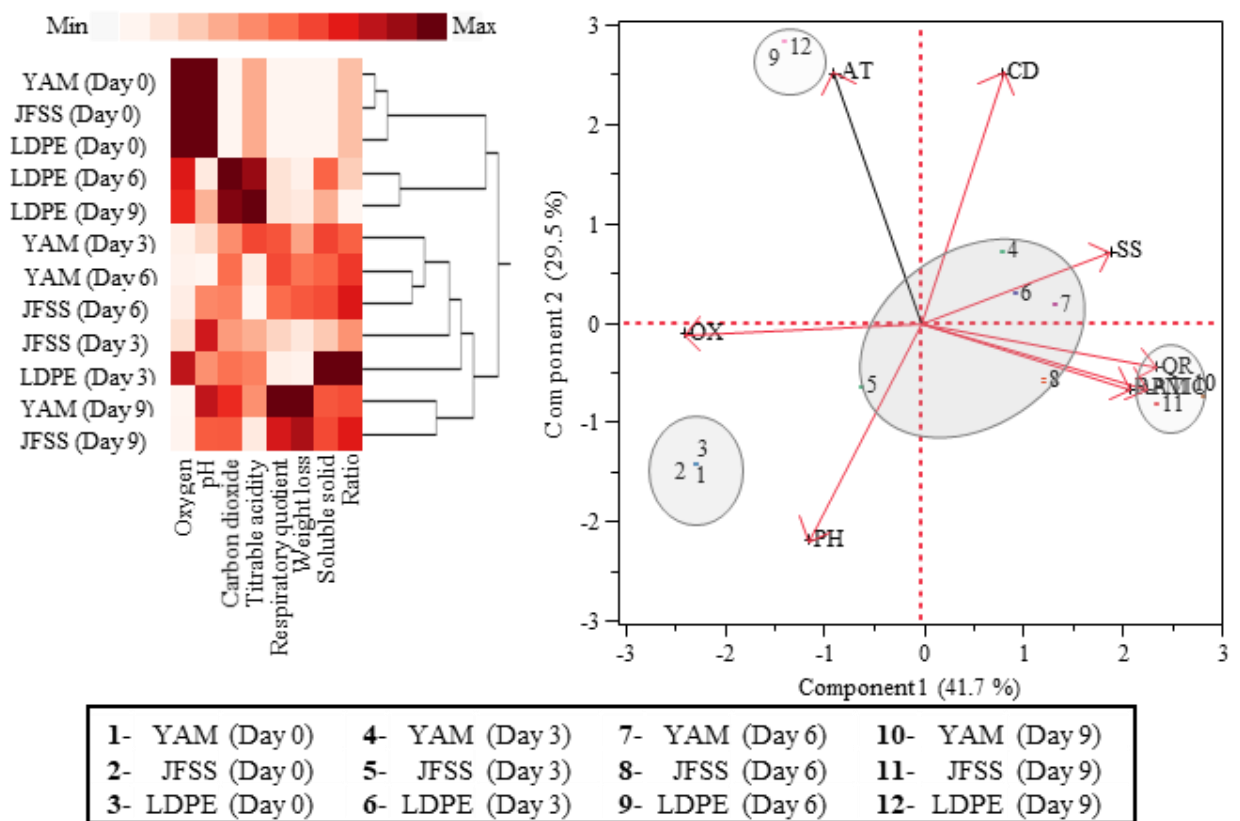 Min Max
YAM (Day 0)
JFSS (Day 0)
LDPE (Day 0)
LDPE (Day 6)
LDPE (Day 9)
YAM (Day 3)
YAM (Day 6)
JFSS (Day 6)
JFSS (Day 3)
LDPE (Day 3)
YAM (Day 9)
JFSS (Day 9)
Oxygen
pH
Carbon dioxide
Titrable acidity
Respiratory quotient
Weight loss
Soluble solid
Ratio
Component 2 (29.5 %)
3
2
1
0
-1
-2
-3
9 12
AT
CD
SS
4
6
7
OX
5
8
QR
10
11
3
2
1
PH
-3 -2 -1 0 1 2 3
Component 1 (41.7 %)
1- YAM (Day 0) 4- YAM (Day 3) 7- YAM (Day 6) 10- YAM (Day 9)
2- JFSS (Day 0) 5- JFSS (Day 3) 8- JFSS (Day 6) 11- JFSS (Day 9)
3- LDPE (Day 0) 6- LDPE (Day 3) 9- LDPE (Day 6) 12- LDPE (Day 9)